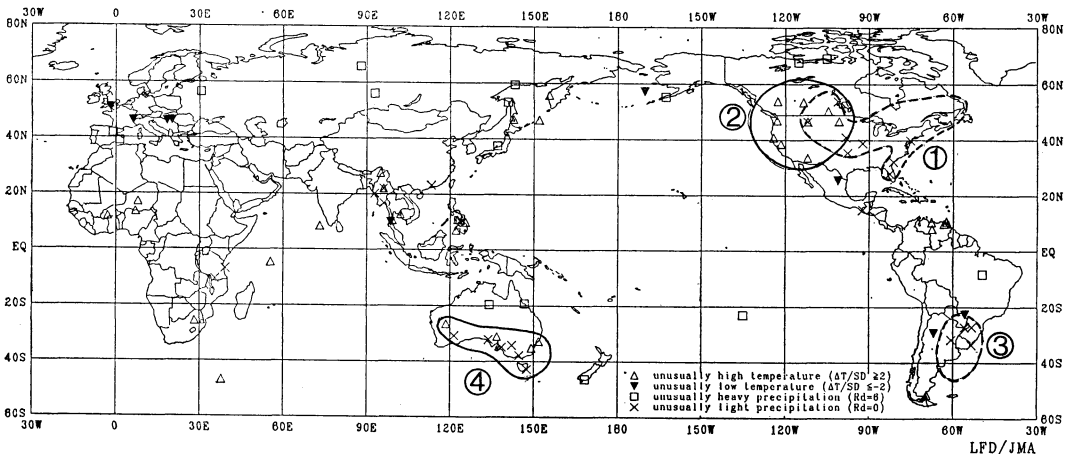 30W 0 30E 60E 90E 120E 150E 180 150W 120W 90W 60W 30W
80N 80N
60N 60N
②
40N 40N
①
20N 20N
EQ EQ
20S 20S
③
40S 40S
④
△ unusually high temperature (ΔT/SD ≧2)
▼ unusually low temperature (ΔT/SD ≦-2)
□ unusually heavy precipitation (Rd=6)
× unusually light precipitation (Rd=0)
60S 60S
30W 0 30E 60E 90E 120E 150E 180 150W 120W 90W 60W 30W
LFD/JMA